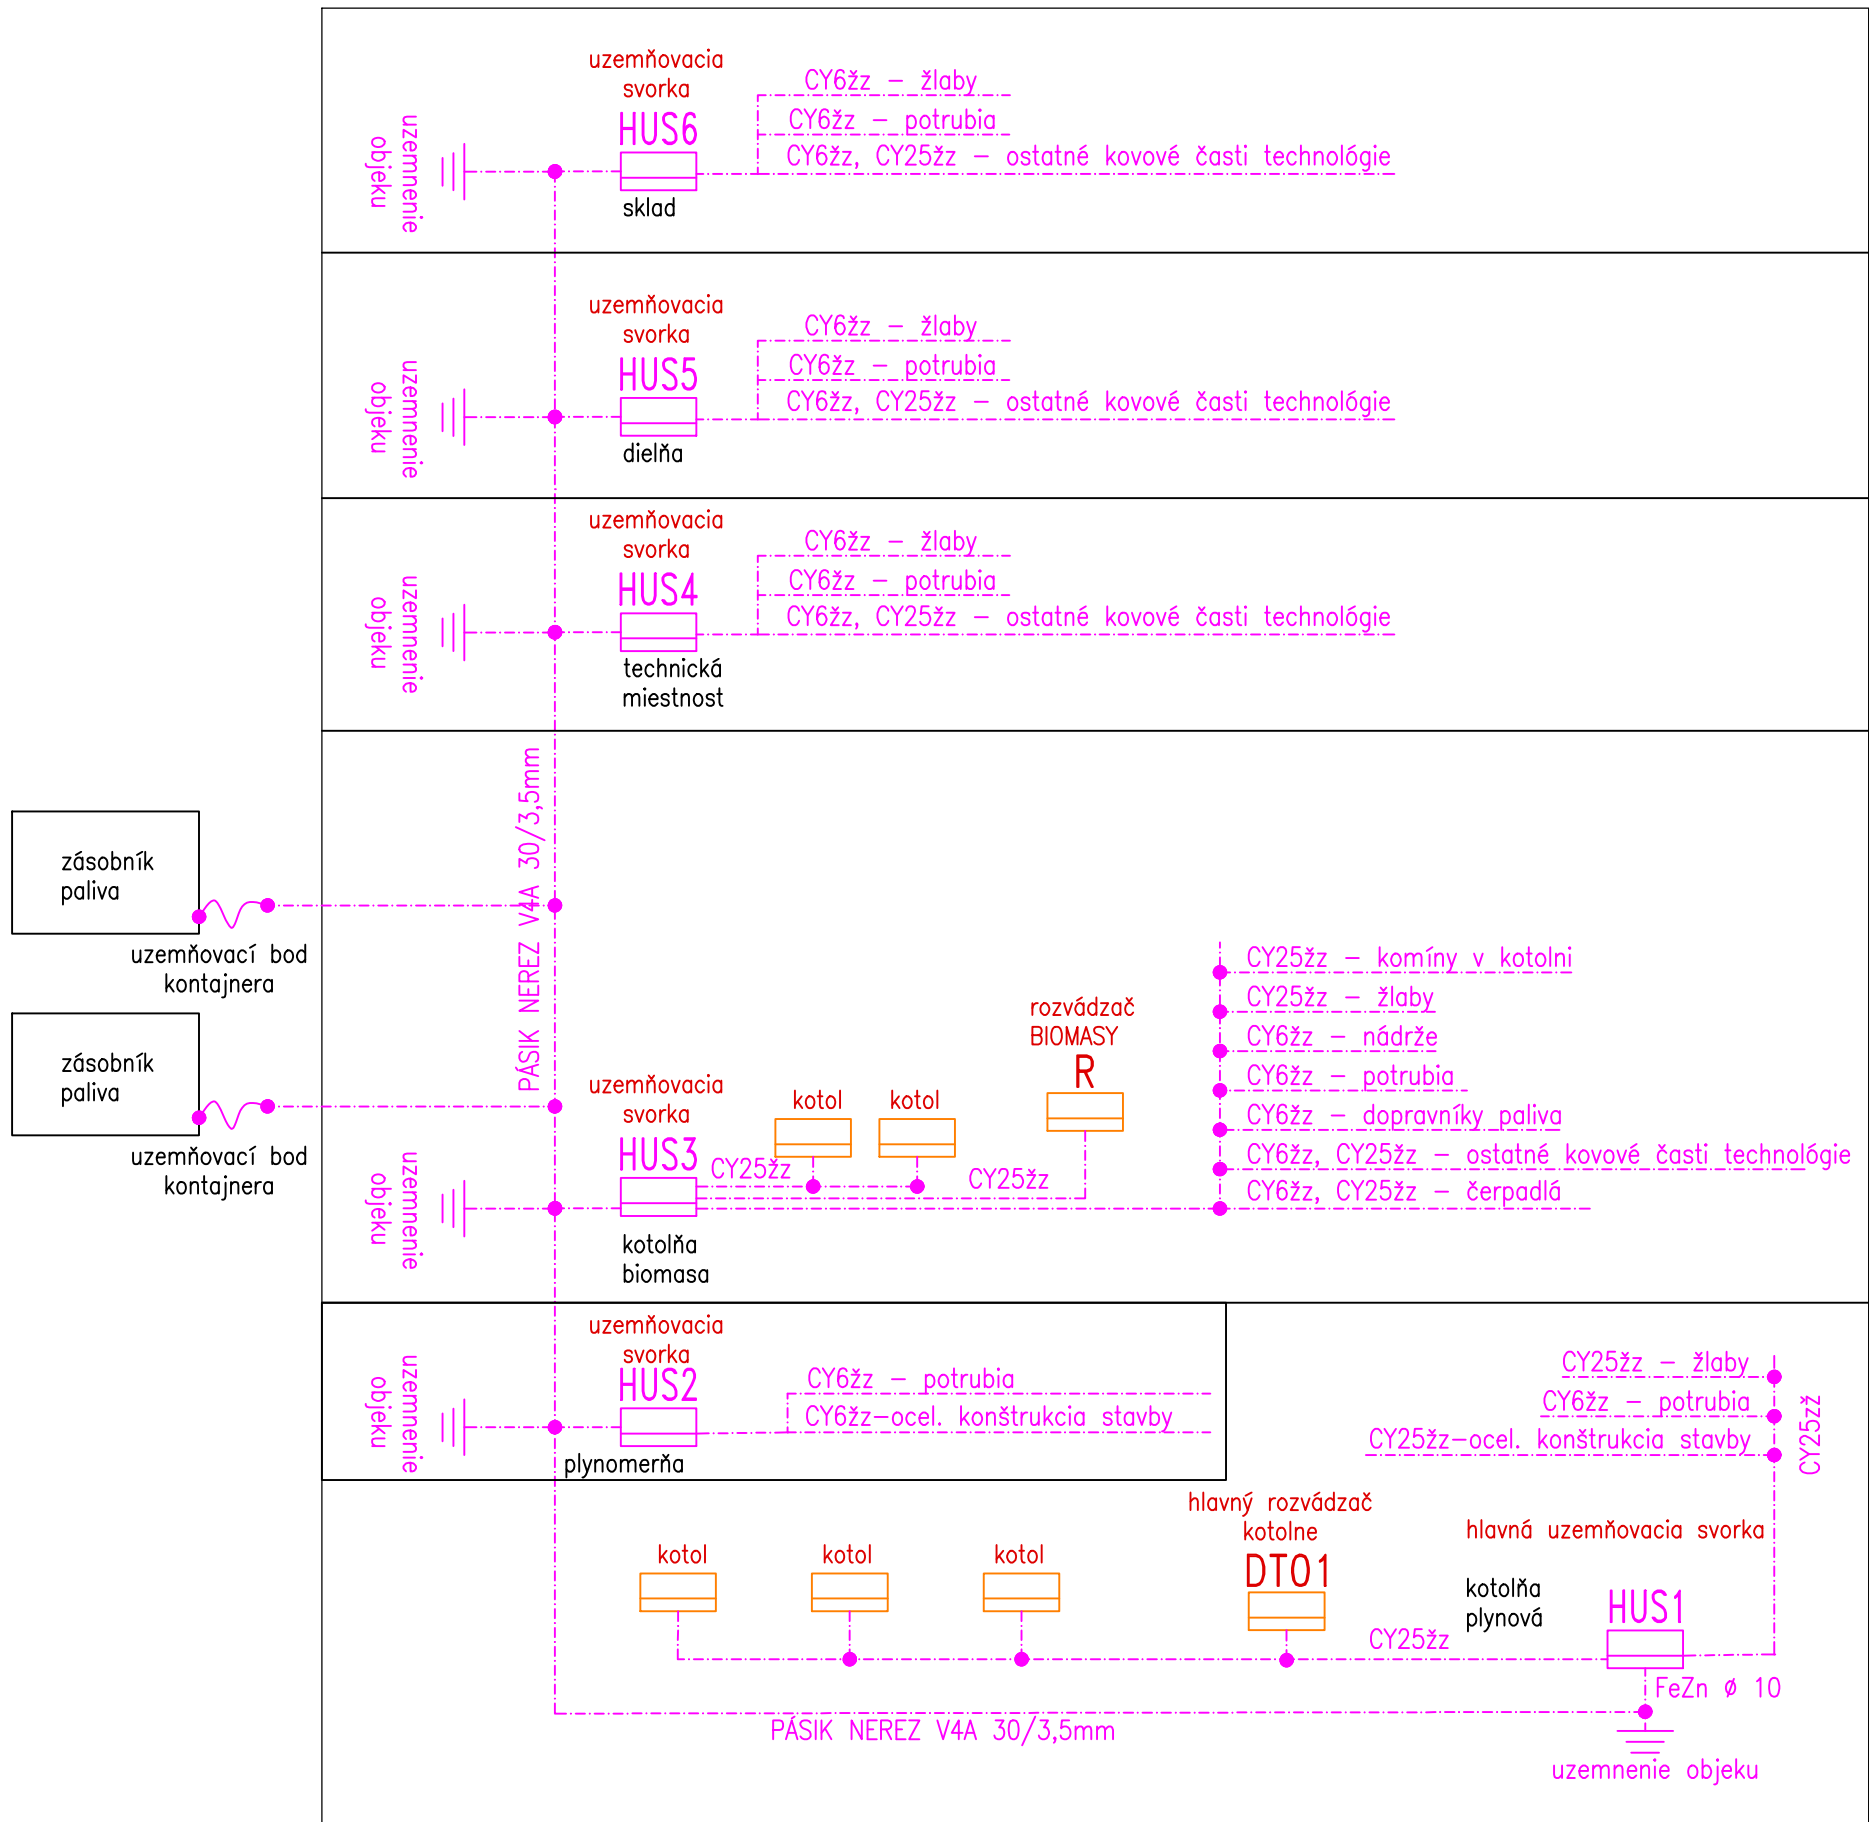 uzemňovacia
svorka
HUS6
sklad
uzemnenie
objeku
CY6žz – žlaby
CY6žz – potrubia
CY6žz, CY25žz – ostatné kovové časti technológie
uzemňovacia
svorka
HUS5
dielňa
uzemnenie
objeku
CY6žz – žlaby
CY6žz – potrubia
CY6žz, CY25žz – ostatné kovové časti technológie
uzemňovacia
svorka
HUS4
technická
miestnost
uzemnenie
objeku
CY6žz – žlaby
CY6žz – potrubia
CY6žz, CY25žz – ostatné kovové časti technológie
PÁSIK NEREZ V4A 30/3,5mm
zásobník
paliva
uzemňovací bod
kontajnera
zásobník
paliva
uzemňovací bod
kontajnera
uzemňovacia
svorka
HUS3
kotolňa
biomasa
uzemnenie
objeku
CY25žz
kotol
kotol
CY25žz
rozvádzač
BIOMASY
R
CY25žz – komíny v kotolni
CY25žz – žlaby
CY6žz – nádrže
CY6žz – potrubia
CY6žz – dopravníky paliva
CY6žz, CY25žz – ostatné kovové časti technológie
CY6žz, CY25žz – čerpadlá
uzemňovacia
svorka
HUS2
plynomerňa
uzemnenie
objeku
CY6žz – potrubia
CY6žz–ocel. konštrukcia stavby
CY25žz – žlaby
CY6žz – potrubia
CY25žz–ocel. konštrukcia stavby
CY25zž
kotol
kotol
kotol
hlavný rozvádzač
kotolne
DT01
hlavná uzemňovacia svorka
kotolňa
plynová
HUS1
CY25žz
FeZn ø 10
PÁSIK NEREZ V4A 30/3,5mm
uzemnenie objeku